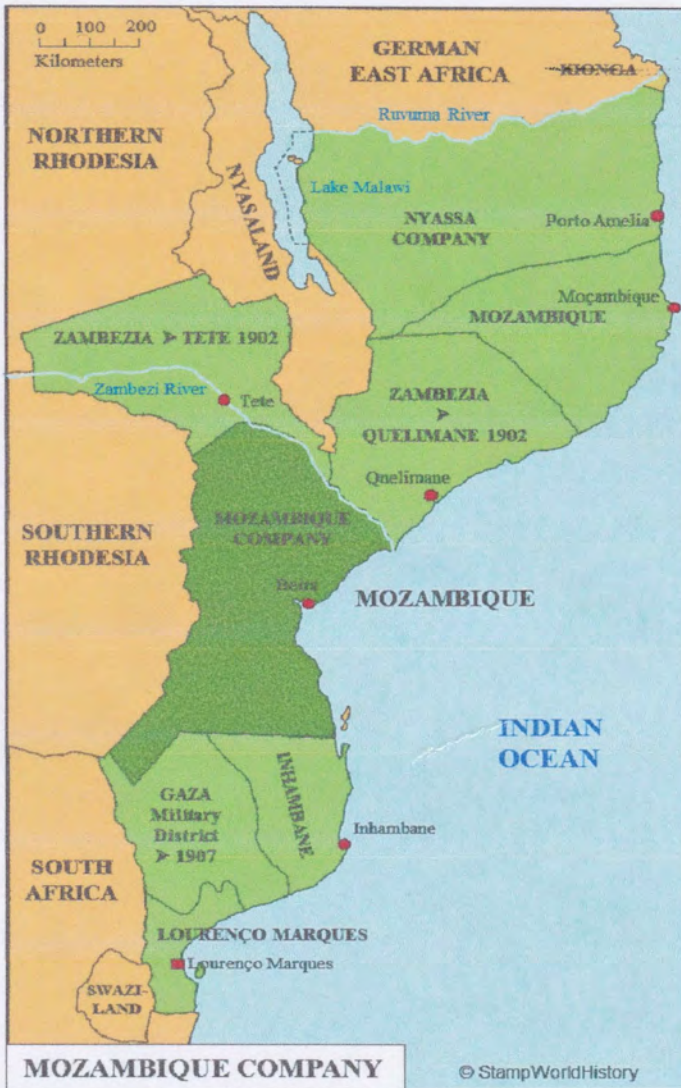 0 100 200
Kilometers
GERMAN
EAST AFRICA
KIONGA
Ruvuma River
NORTHERN
RHODESIA
NYASALAND
Lake Malawi
NYASSA
COMPANY
Porto Amelia
Moçambique
MOZAMBIQUE
ZAMBEZIA ➤ TETE 1902
Zambezi River
Tete
ZAMBEZIA
➤
QUELIMANE 1902
Quelimane
SOUTHERN
RHODESIA
MOZAMBIQUE
COMPANY
Beira
MOZAMBIQUE
INDIAN
OCEAN
GAZA
Military
District
➤ 1907
INHAMBANE
Inhambane
SOUTH
AFRICA
LOURENÇO MARQUES
Lourenço Marques
SWAZI-
LAND
MOZAMBIQUE COMPANY
© StampWorldHistory